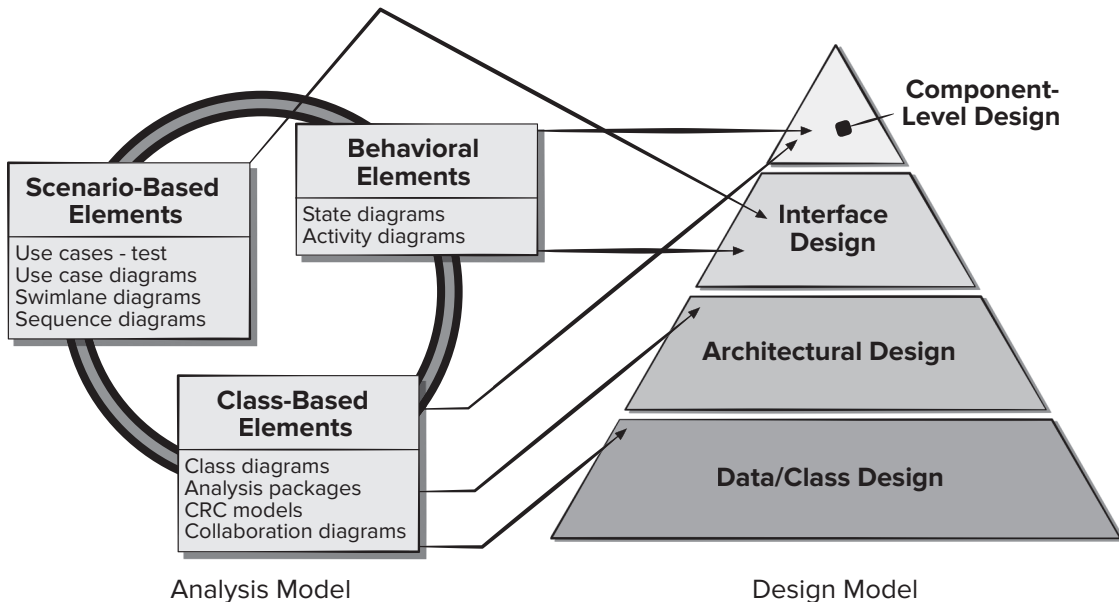 Scenario-Based
Elements
Use cases - test
Use case diagrams
Swimlane diagrams
Sequence diagrams
Behavioral
Elements
State diagrams
Activity diagrams
Class-Based
Elements
Class diagrams
Analysis packages
CRC models
Collaboration diagrams
Analysis Model
Component-
Level Design
Interface
Design
Architectural Design
Data/Class Design
Design Model